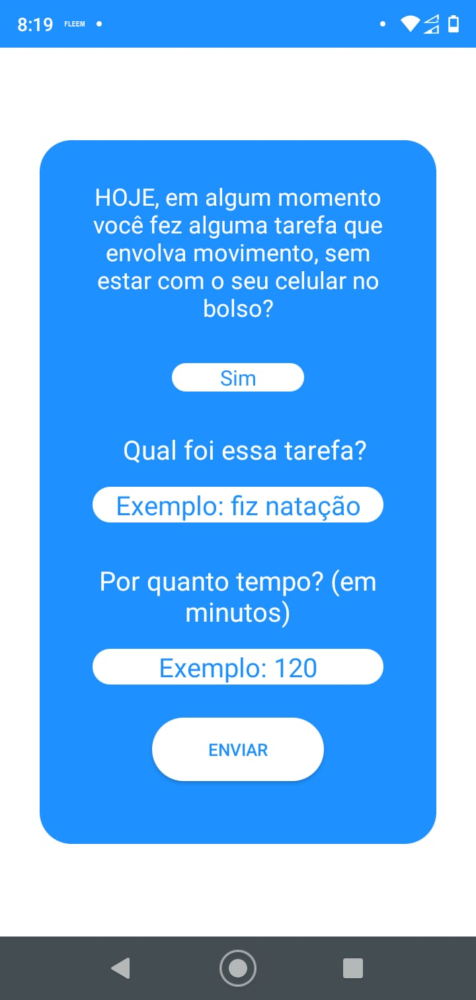 8:19 FLEEM
HOJE, em algum momento
você fez alguma tarefa que
envolva movimento, sem
estar com o seu celular no
bolso?
Sim
Qual foi essa tarefa?
Exemplo: fiz natação
Por quanto tempo? (em
minutos)
Exemplo: 120
ENVIAR